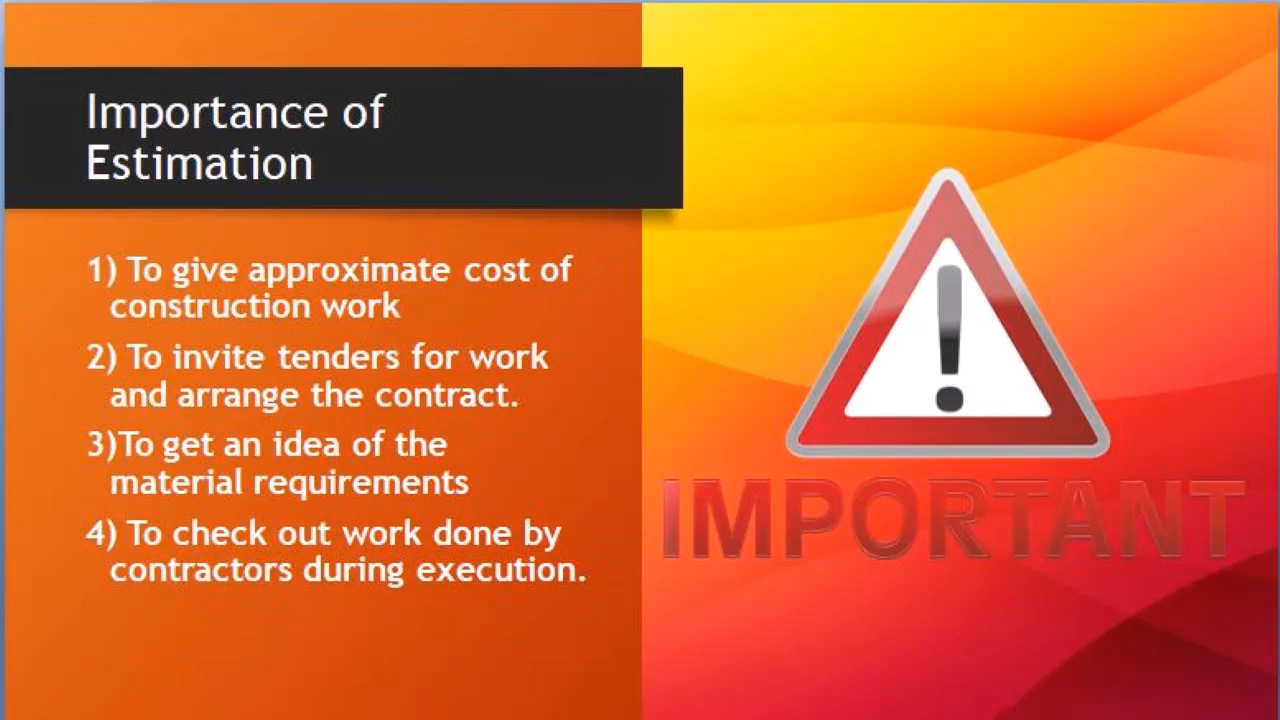 Importance of
Estimation
1) To give approximate cost of
construction work
2) To invite tenders for work
and arrange the contract.
3)To get an idea of the
material requirements
4) To check out work done by
contractors during execution.
!
IMPORTANT